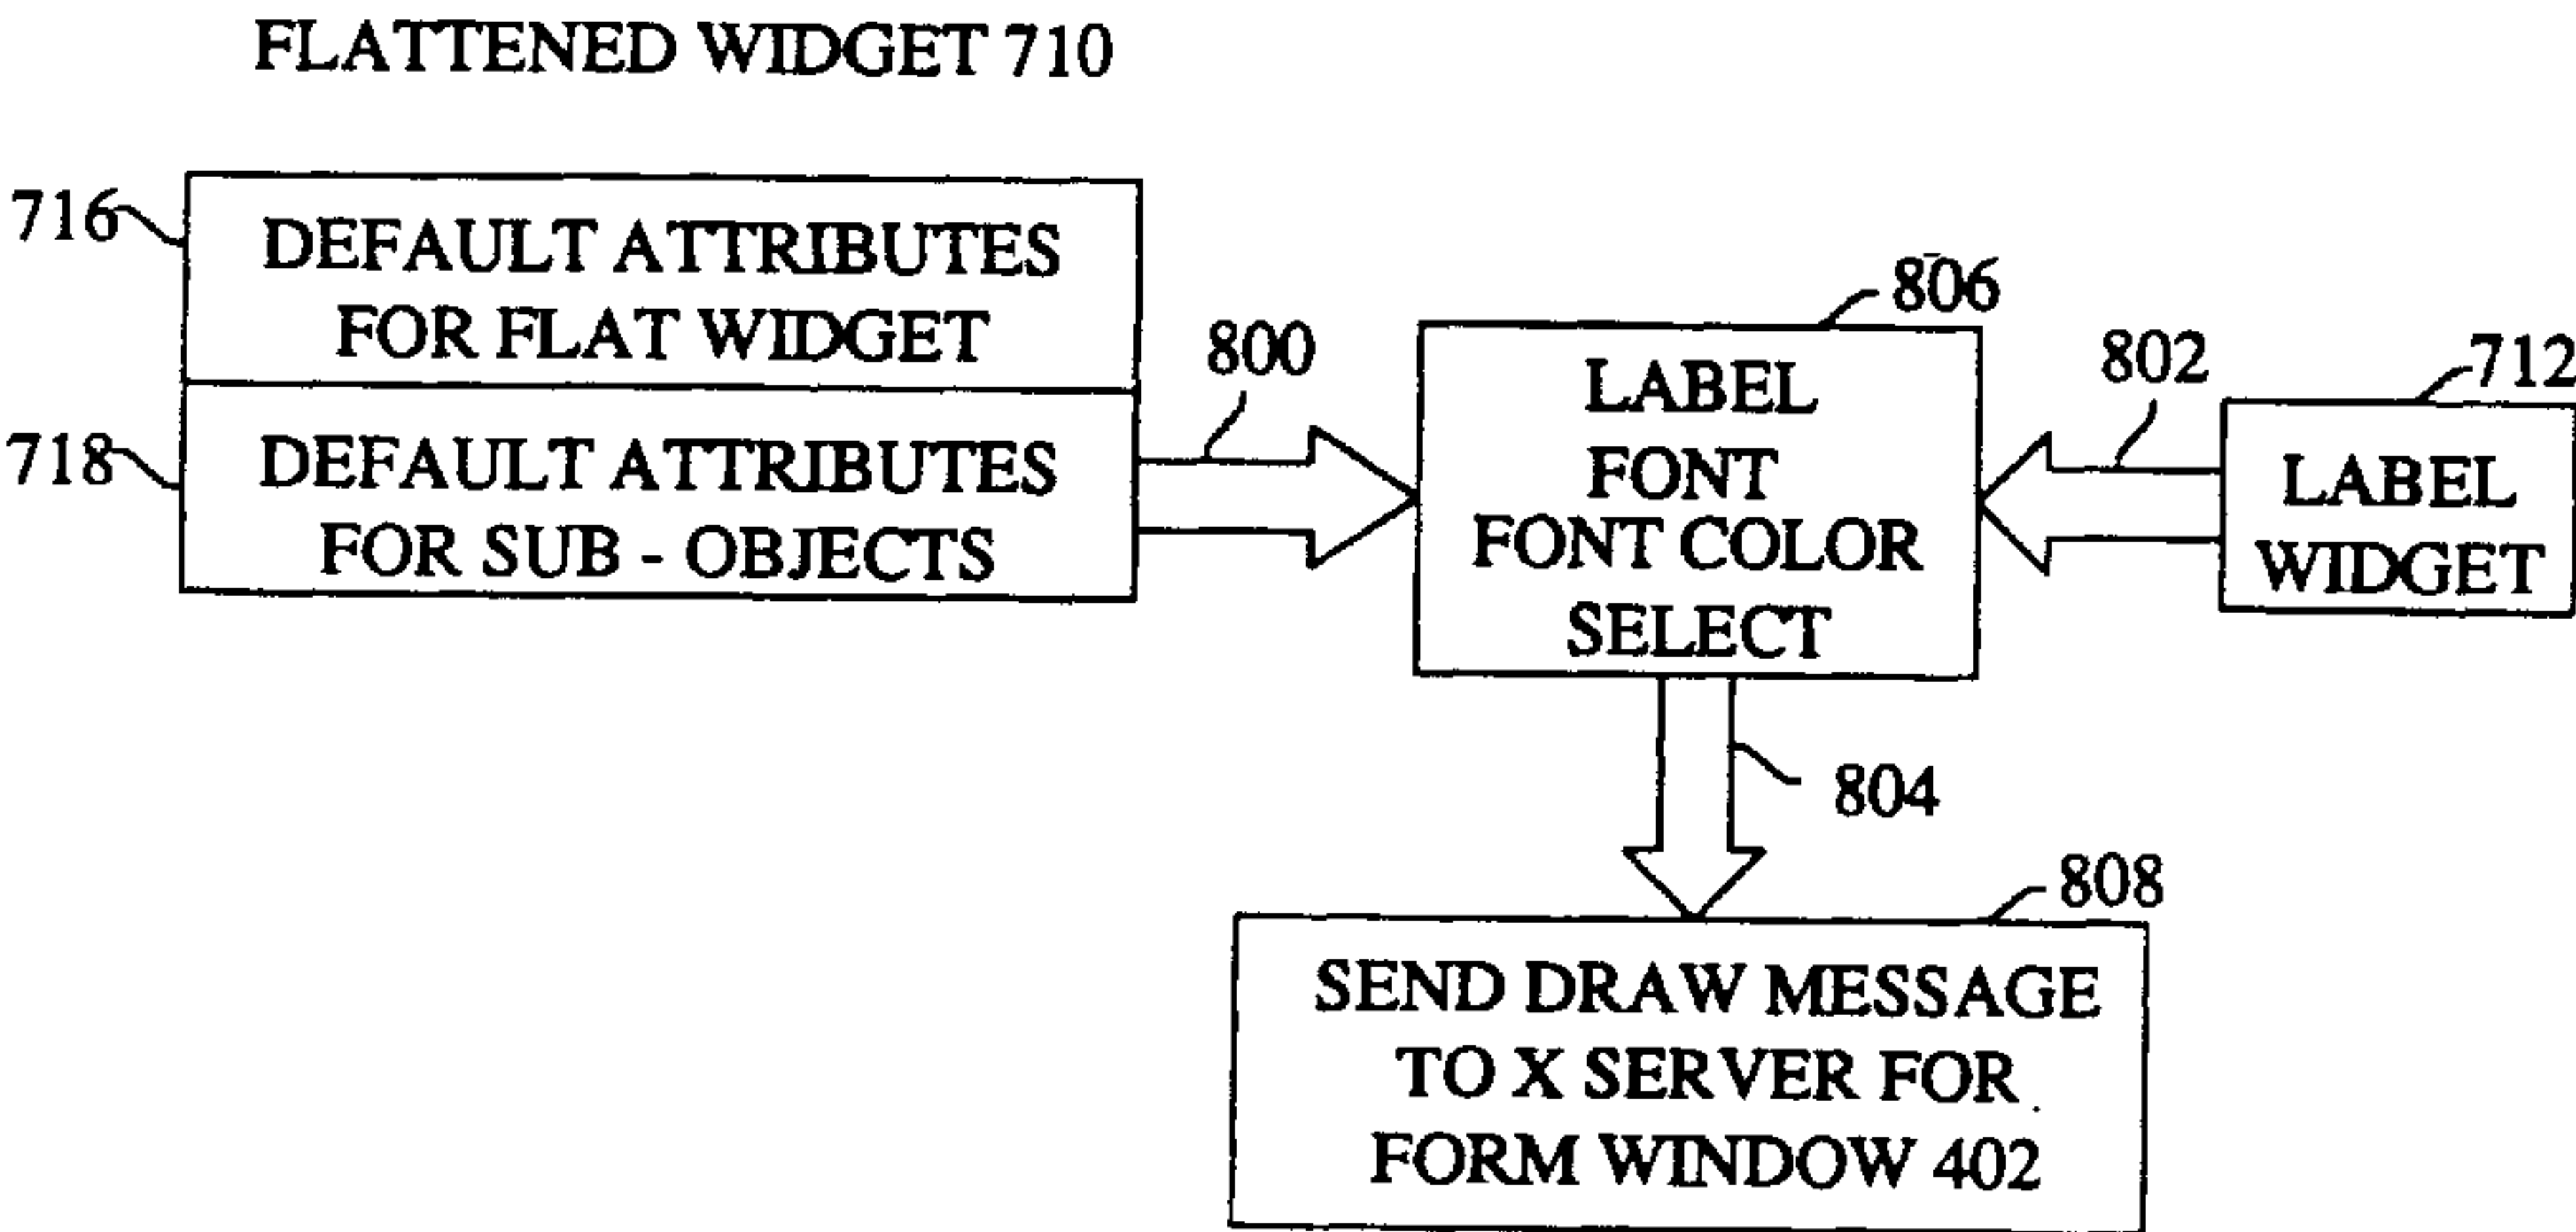 FLATTENED WIDGET 710
716
DEFAULT ATTRIBUTES
FOR FLAT WIDGET
718
DEFAULT ATTRIBUTES
FOR SUB - OBJECTS
800
806
LABEL
FONT
FONT COLOR
SELECT
802
712
LABEL
WIDGET
804
808
SEND DRAW MESSAGE
TO X SERVER FOR
FORM WINDOW 402